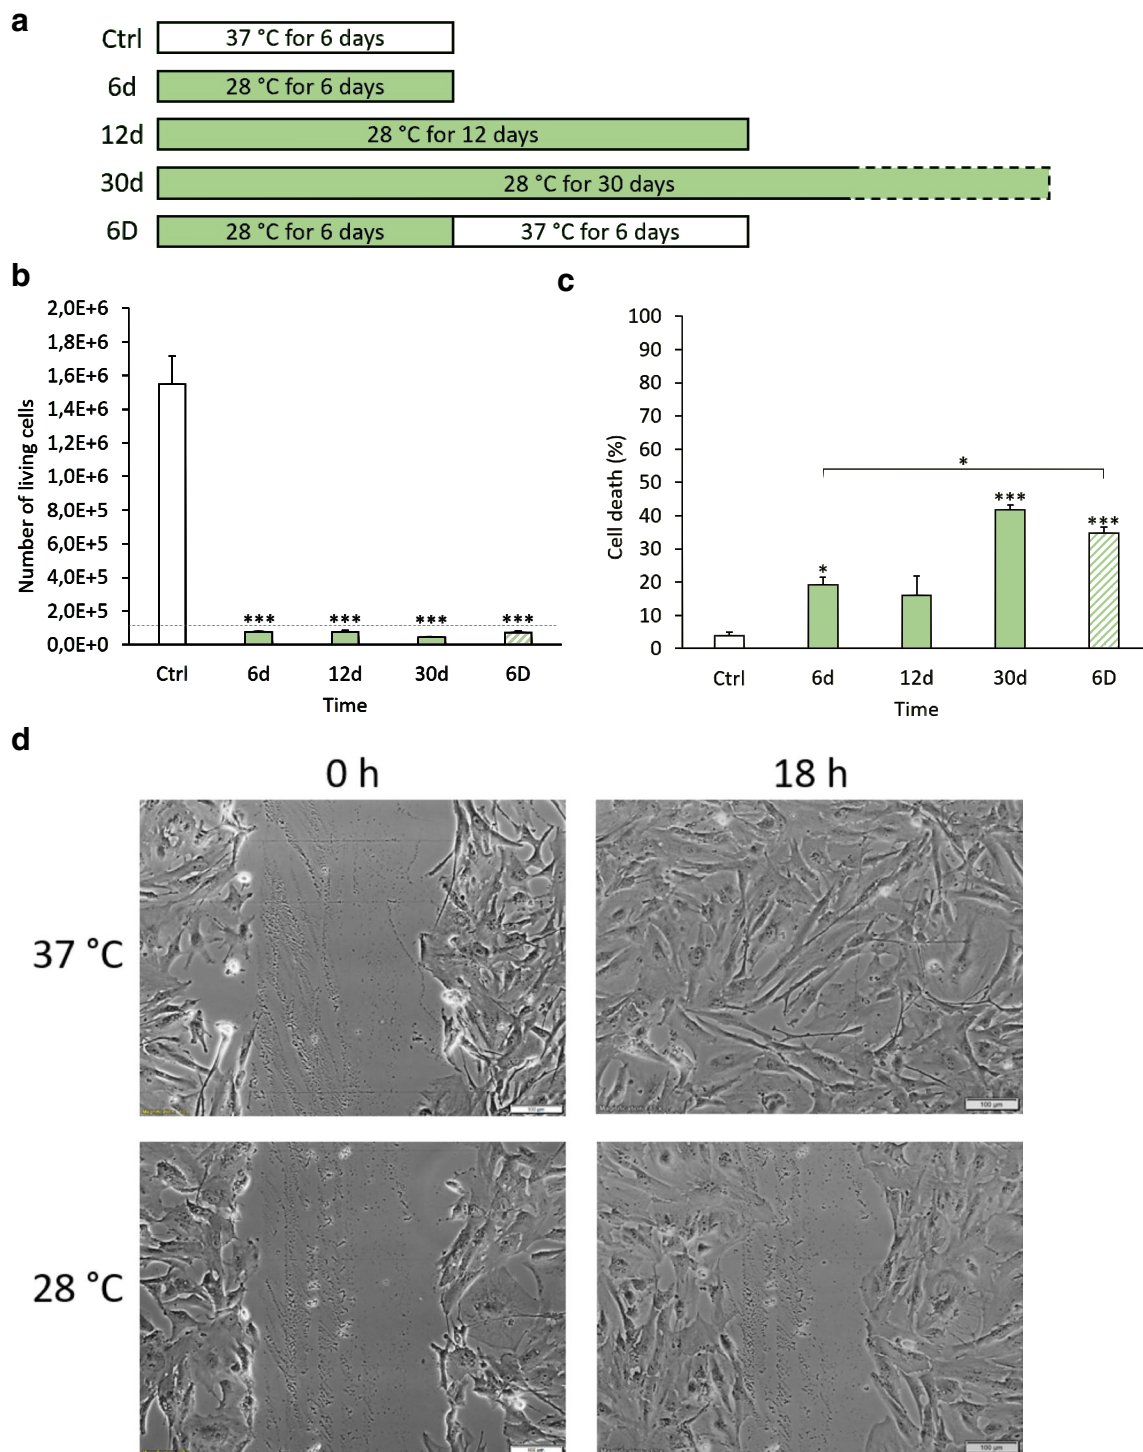 a
Ctrl 37 °C for 6 days
6d 28 °C for 6 days
12d 28 °C for 12 days
30d 28 °C for 30 days
6D 28 °C for 6 days 37 °C for 6 days
b
Number of living cells
2,0E+6
1,8E+6
1,6E+6
1,4E+6
1,2E+6
1,0E+6
8,0E+5
6,0E+5
4,0E+5
2,0E+5
0,0E+0
*** *** *** ***
Ctrl 6d 12d 30d 6D
Time
c
Cell death (%)
100
90
80
70
60
50
40
30
20
10
0
*
* *** ***
Ctrl 6d 12d 30d 6D
Time
d
0 h 18 h
37 °C
100 µm
100 µm
28 °C
100 µm
100 µm